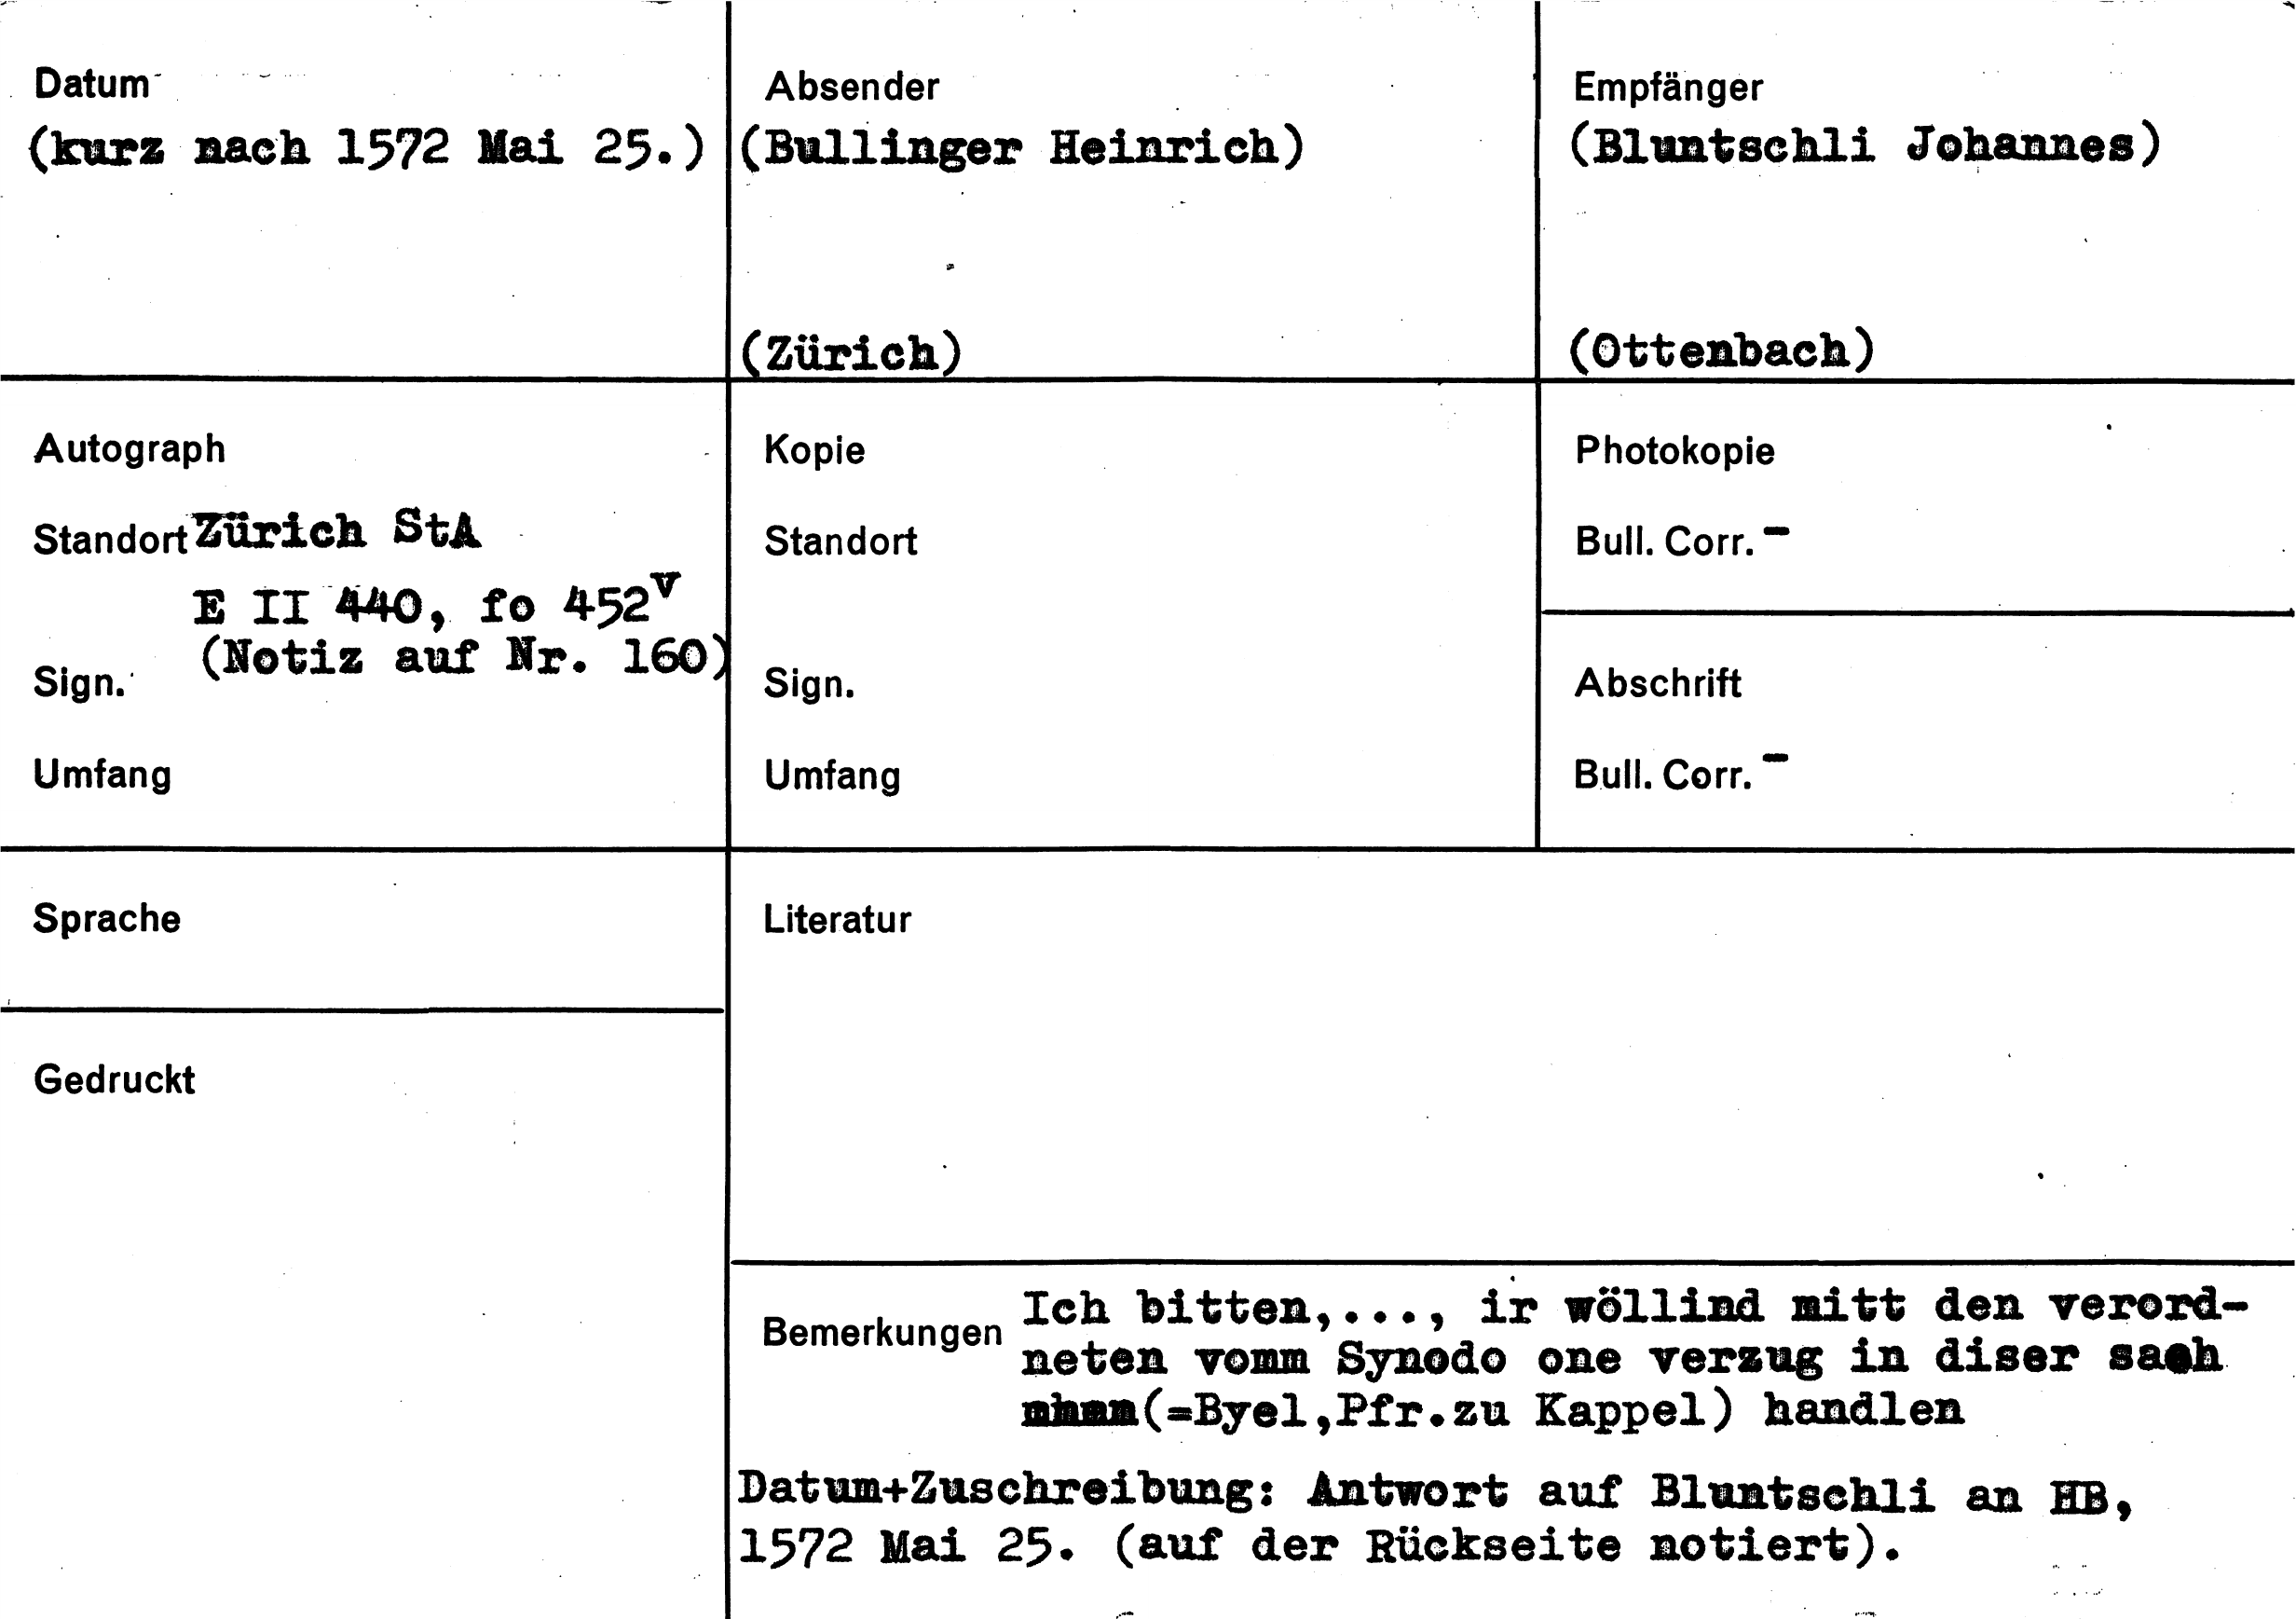 Datum
(kurz nach 1572 Mai 25.)
Absender
(Bullinger Heinrich)
(Zürich)
Empfänger
(Bluntschli Johannes)
(Ottenbach)
Autograph
Standort Zürich StA
E II 440, fo 452v
(Notiz auf Nr. 160)
Sign.
Umfang
Kopie
Standort
Sign.
Umfang
Photokopie
Bull. Corr. -
Abschrift
Bull. Corr. -
Sprache
Gedruckt
Literatur
Bemerkungen
Ich bitten,..., ir wöllind mitt den verord-
neten vomm Synodo one verzug in diser sach
(=Byel,Pfr.zu Kappel) handlen
Datum+Zuschreibung: Antwort auf Bluntschli an HB,
1572 Mai 25. (auf der Rückseite notiert).